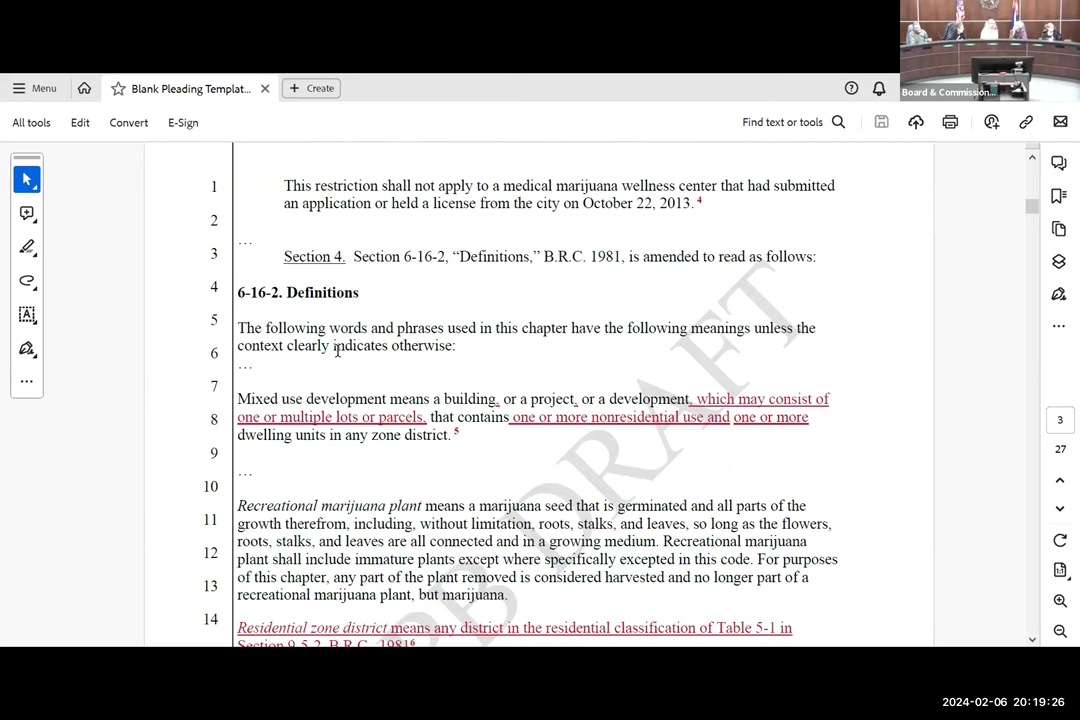 Menu
Blank Pleading Templat...
Create
Board & Commission...
All tools
Edit
Convert
E-Sign
Find text or tools
1
This restriction shall not apply to a medical marijuana wellness center that had submitted
an application or held a license from the city on October 22, 2013. 4
2
...
3
Section 4. Section 6-16-2, “Definitions,” B.R.C. 1981, is amended to read as follows:
4
6-16-2. Definitions
5
The following words and phrases used in this chapter have the following meanings unless the
6
context clearly indicates otherwise:
...
7
Mixed use development means a building, or a project, or a development, which may consist of
8
one or multiple lots or parcels, that contains one or more nonresidential use and one or more
dwelling units in any zone district. 5
9
...
10
Recreational marijuana plant means a marijuana seed that is germinated and all parts of the
11
growth therefrom, including, without limitation, roots, stalks, and leaves, so long as the flowers,
roots, stalks, and leaves are all connected and in a growing medium. Recreational marijuana
12
plant shall include immature plants except where specifically excepted in this code. For purposes
13
of this chapter, any part of the plant removed is considered harvested and no longer part of a
recreational marijuana plant, but marijuana.
14
Residential zone district means any district in the residential classification of Table 5-1 in
Section 9-5-2, B.R.C. 1981 6
PB DRAFT
3
27
2024-02-06 20:19:26